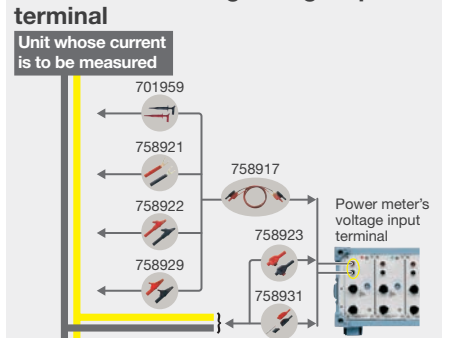 terminal
Unit whose current
is to be measured
701959
758921
758917
758922
Power meter's
voltage input
terminal
758923
758929
758931